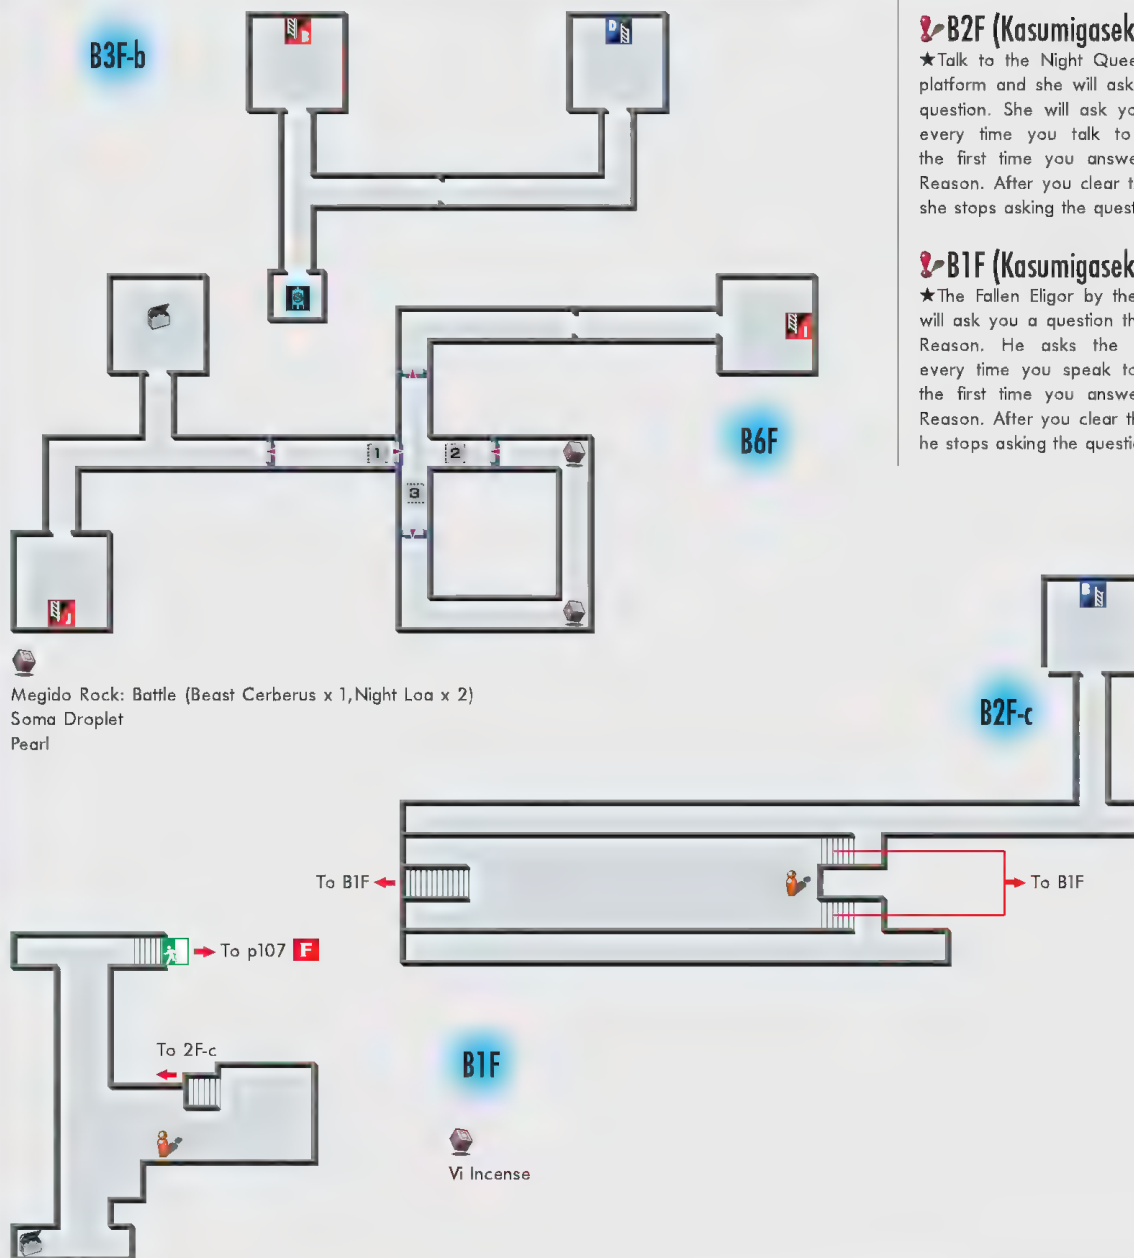 B3F-b
B
D
S
B2F (Kasumigasek
★Talk to the Night Quee
platform and she will ask
question. She will ask yo
every time you talk to
the first time you answe
Reason. After you clear t
she stops asking the quest
B1F (Kasumigasek
★The Fallen Eligor by the
will ask you a question th
Reason. He asks the
every time you speak to
the first time you answe
Reason. After you clear th
he stops asking the questi
I
1
2
3
J
B6F
Megido Rock: Battle (Beast Cerberus x 1,Night Loa x 2)
Soma Droplet
Pearl
B
B2F-c
To B1F
To B1F
To p107 F
To 2F-c
B1F
Vi Incense